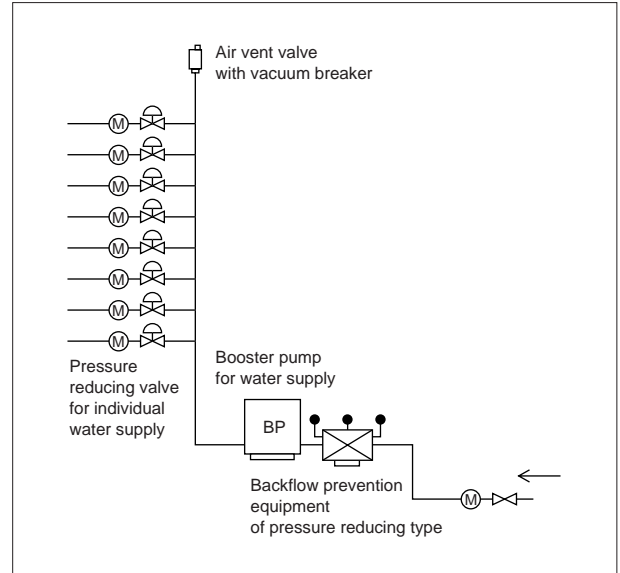 Air vent valve
with vacuum breaker
M
M
M
M
M
M
M
M
Pressure
reducing valve
for individual
water supply
Booster pump
for water supply
BP
Backflow prevention
equipment
of pressure reducing type
M